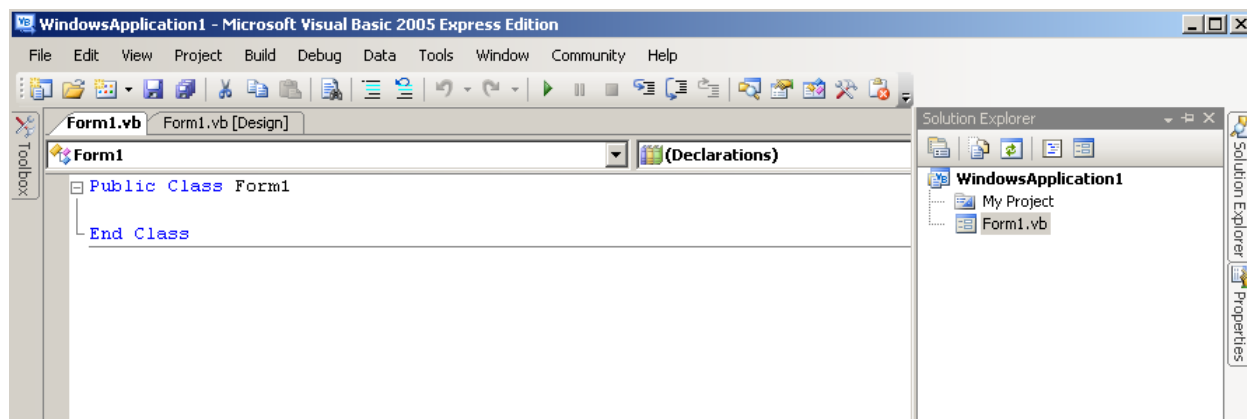 WindowsApplication1 - Microsoft Visual Basic 2005 Express Edition
File Edit View Project Build Debug Data Tools Window Community Help
Toolbox
Form1.vb Form1.vb [Design]
Form1 (Declarations)
Public Class Form1
End Class
Solution Explorer
WindowsApplication1
My Project
Form1.vb
Solution Explorer
Properties